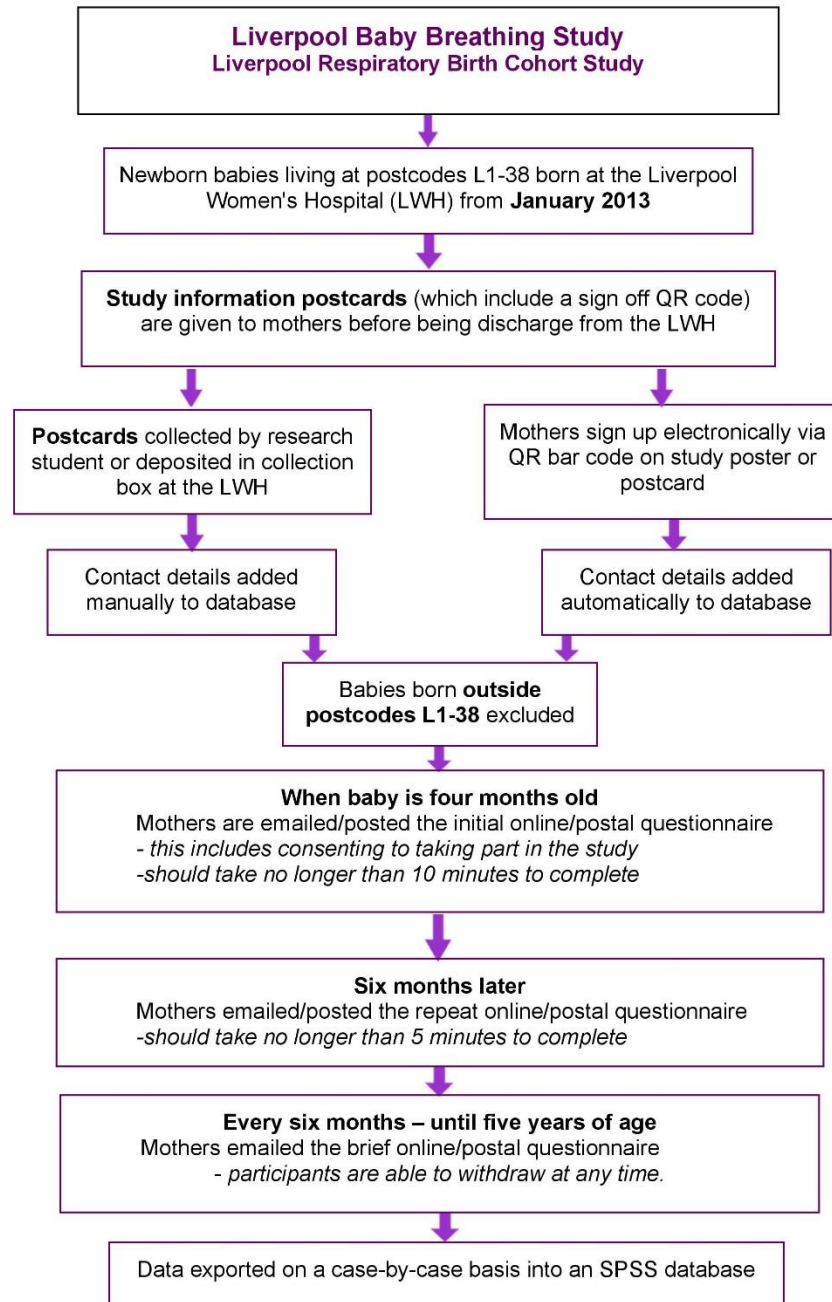 Liverpool Baby Breathing Study
Liverpool Respiratory Birth Cohort Study
Newborn babies living at postcodes L1-38 born at the Liverpool
Women's Hospital (LWH) from January 2013
Study information postcards (which include a sign off QR code)
are given to mothers before being discharge from the LWH
Postcards collected by research
student or deposited in collection
box at the LWH
Mothers sign up electronically via
QR bar code on study poster or
postcard
Contact details added
manually to database
Contact details added
automatically to database
Babies born outside
postcodes L1-38 excluded
When baby is four months old
Mothers are emailed/posted the initial online/postal questionnaire
- this includes consenting to taking part in the study
-should take no longer than 10 minutes to complete
Six months later
Mothers emailed/posted the repeat online/postal questionnaire
-should take no longer than 5 minutes to complete
Every six months – until five years of age
Mothers emailed the brief online/postal questionnaire
- participants are able to withdraw at any time.
Data exported on a case-by-case basis into an SPSS database